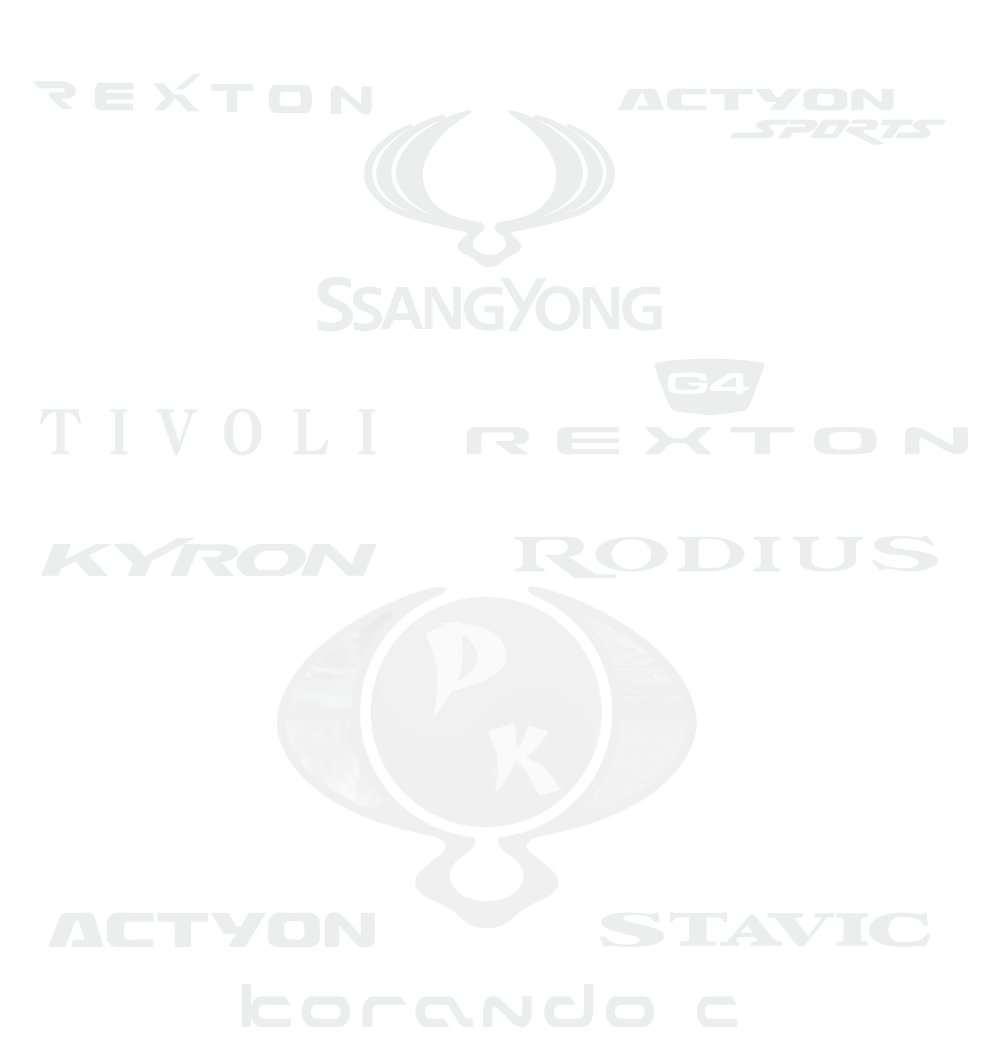 REXTON
ACTYON
SPORTS
SSANGYONG
G4
TIVOLI
REXTON
KYRON
RODIUS
P
K
ACTYON
STAVIC
korando c